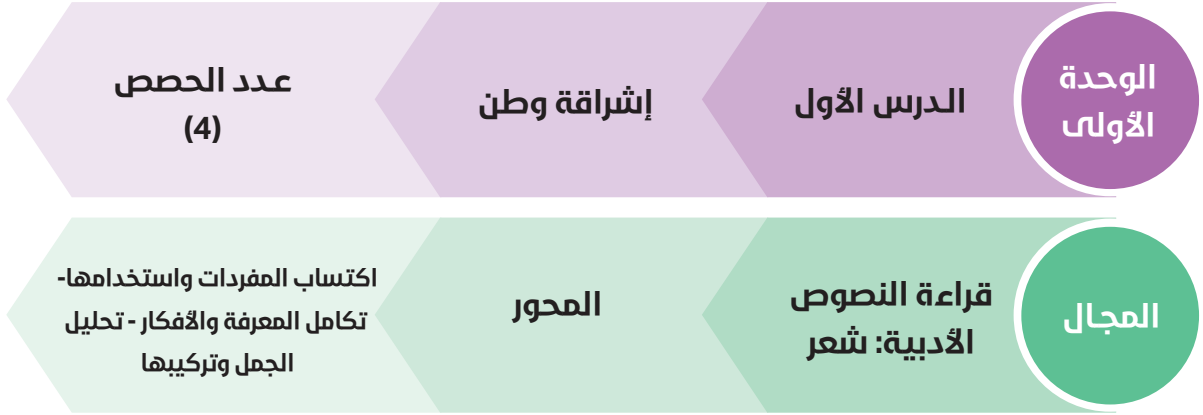 الوحدة
الأولى
الدرس الأول
إشراقة وطن
عدد الحصص
(4)
المجال
قراءة النصوص
الأدبية: شعر
المحور
اكتساب المفردات واستخدامها-
تكامل المعرفة والأفكار - تحليل
الجمل وتركيبها